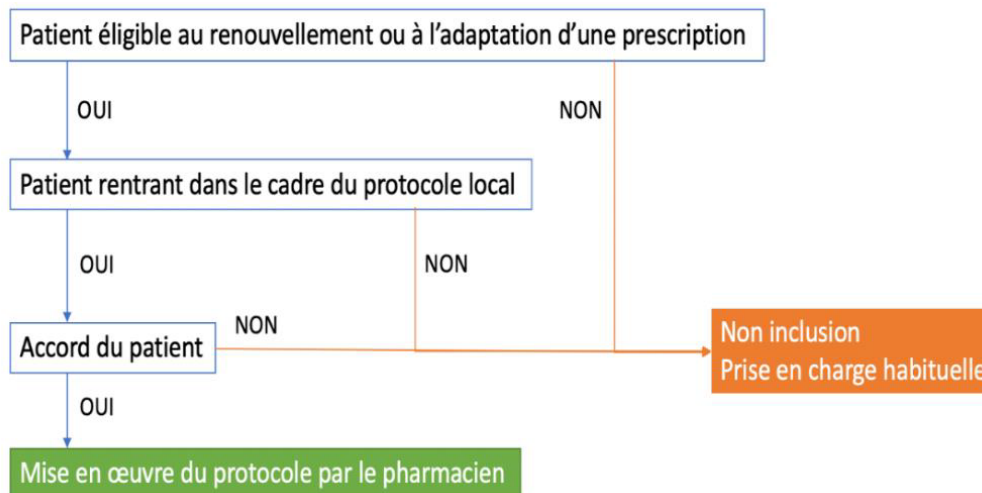 Patient éligible au renouvellement ou à l’adaptation d’une prescription
OUI
NON
Patient rentrant dans le cadre du protocole local
OUI
NON
Accord du patient
NON
Non inclusion
Prise en charge habituelle
OUI
Mise en œuvre du protocole par le pharmacien